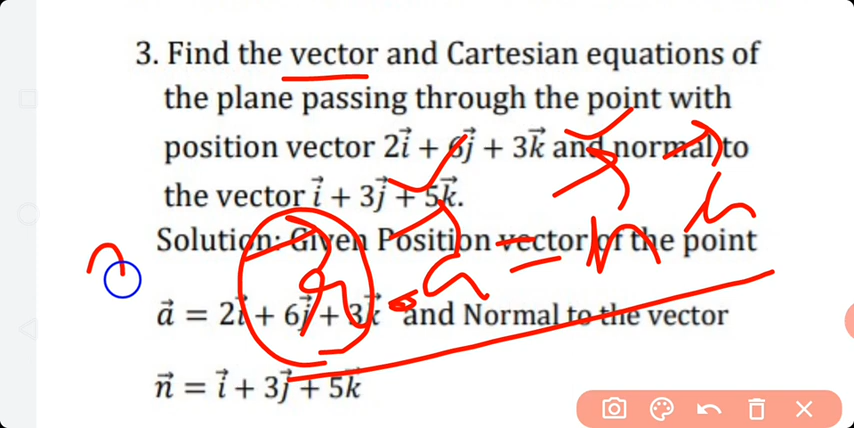 3. Find the vector and Cartesian equations of
the plane passing through the point with
position vector 2i⃗ + 6j⃗ + 3k⃗ and normal to
the vector i⃗ + 3j⃗ + 5k⃗.
Solution: Given Position vector of the point
a⃗ = 2i⃗ + 6j⃗ + 3k⃗ and Normal to the vector
n⃗ = i⃗ + 3j⃗ + 5k⃗